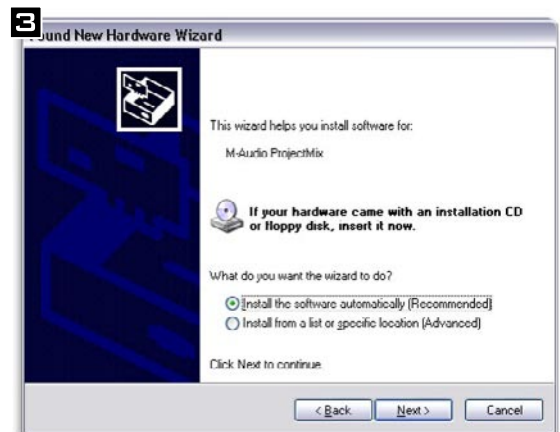 3
Found New Hardware Wizard
This wizard helps you install software for:
M-Audio ProjectMix
If your hardware came with an installation CD
or floppy disk, insert it now.
What do you want the wizard to do?
Install the software automatically (Recommended)
Install from a list or specific location (Advanced)
Click Next to continue.
< Back
Next >
Cancel